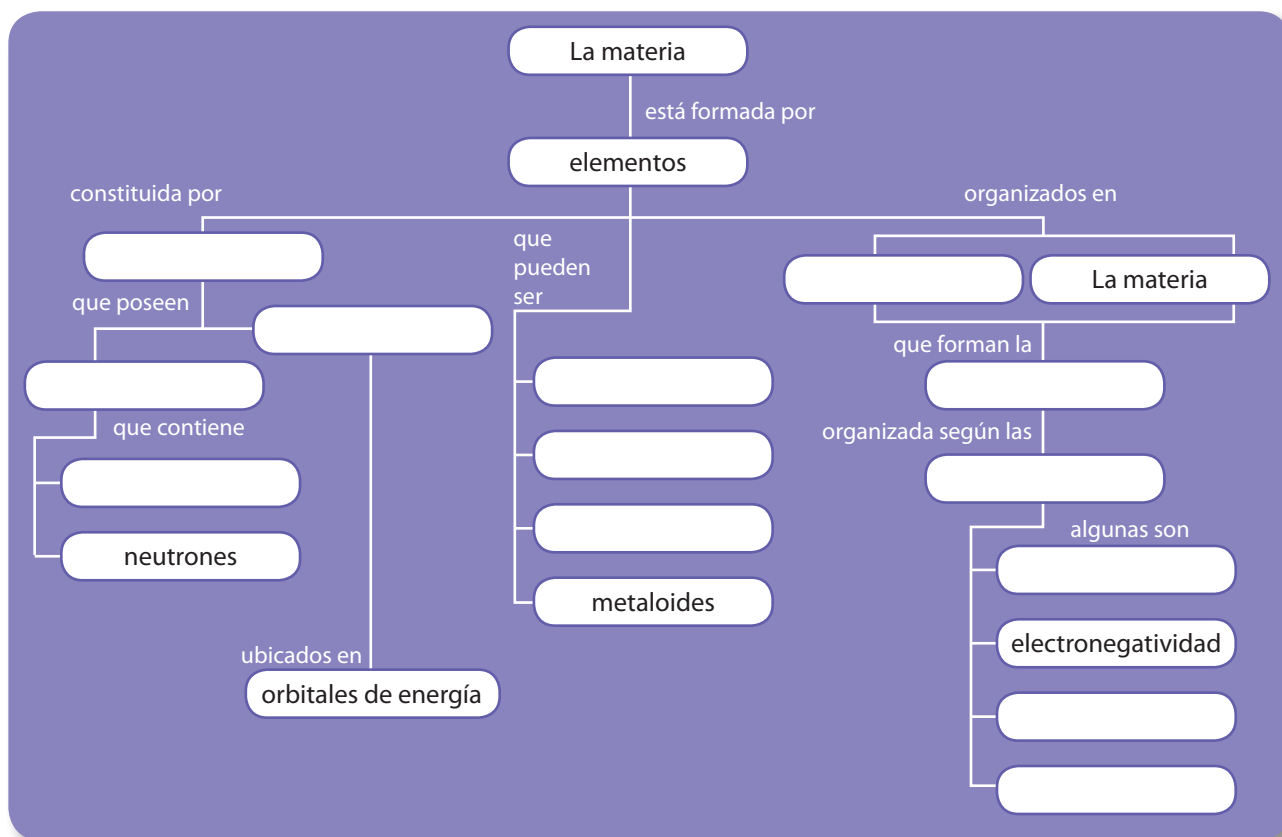 La materia
está formada por
elementos
constituida por
organizados en
que
pueden
ser
La materia
que poseen
que forman la
que contiene
organizada según las
neutrones
algunas son
metaloides
electronegatividad
ubicados en
orbitales de energía